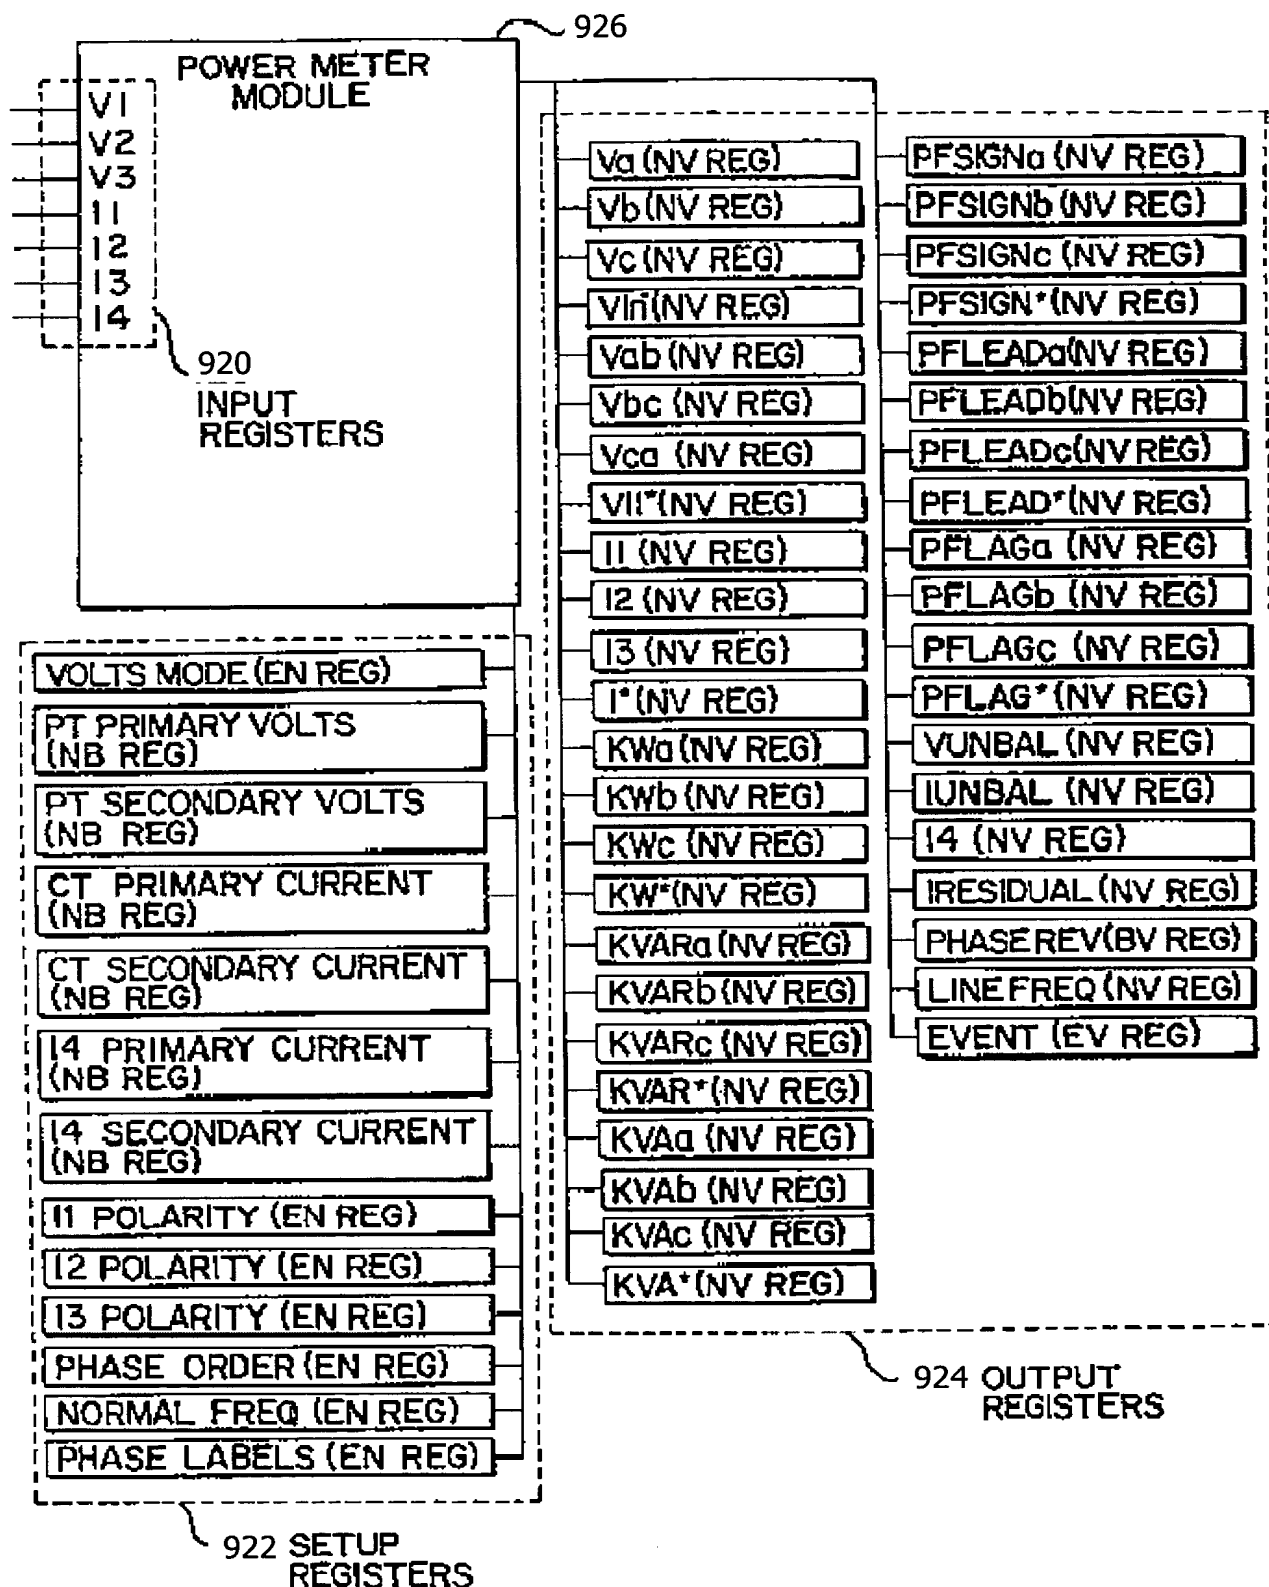 926
POWER METER
MODULE
V1
V2
V3
I1
I2
I3
I4
920
INPUT
REGISTERS
VOLTS MODE (EN REG)
PT PRIMARY VOLTS
(NB REG)
PT SECONDARY VOLTS
(NB REG)
CT PRIMARY CURRENT
(NB REG)
CT SECONDARY CURRENT
(NB REG)
I4 PRIMARY CURRENT
(NB REG)
I4 SECONDARY CURRENT
(NB REG)
I1 POLARITY (EN REG)
I2 POLARITY (EN REG)
I3 POLARITY (EN REG)
PHASE ORDER (EN REG)
NORMAL FREQ (EN REG)
PHASE LABELS (EN REG)
922 SETUP
REGISTERS
Va (NV REG)
Vb (NV REG)
Vc (NV REG)
Vln* (NV REG)
Vab (NV REG)
Vbc (NV REG)
Vca (NV REG)
Vll* (NV REG)
I1 (NV REG)
I2 (NV REG)
I3 (NV REG)
I* (NV REG)
KWa (NV REG)
KWb (NV REG)
KWc (NV REG)
KW* (NV REG)
KVARa (NV REG)
KVARb (NV REG)
KVARc (NV REG)
KVAR* (NV REG)
KVAa (NV REG)
KVAb (NV REG)
KVAc (NV REG)
KVA* (NV REG)
PFSIGNa (NV REG)
PFSIGNb (NV REG)
PFSIGNc (NV REG)
PFSIGN* (NV REG)
PFLEADa (NV REG)
PFLEADb (NV REG)
PFLEADc (NV REG)
PFLEAD* (NV REG)
PFLAGa (NV REG)
PFLAGb (NV REG)
PFLAGc (NV REG)
PFLAG* (NV REG)
VUNBAL (NV REG)
IUNBAL (NV REG)
I4 (NV REG)
IRESIDUAL (NV REG)
PHASE REV (BV REG)
LINE FREQ (NV REG)
EVENT (EV REG)
924 OUTPUT
REGISTERS